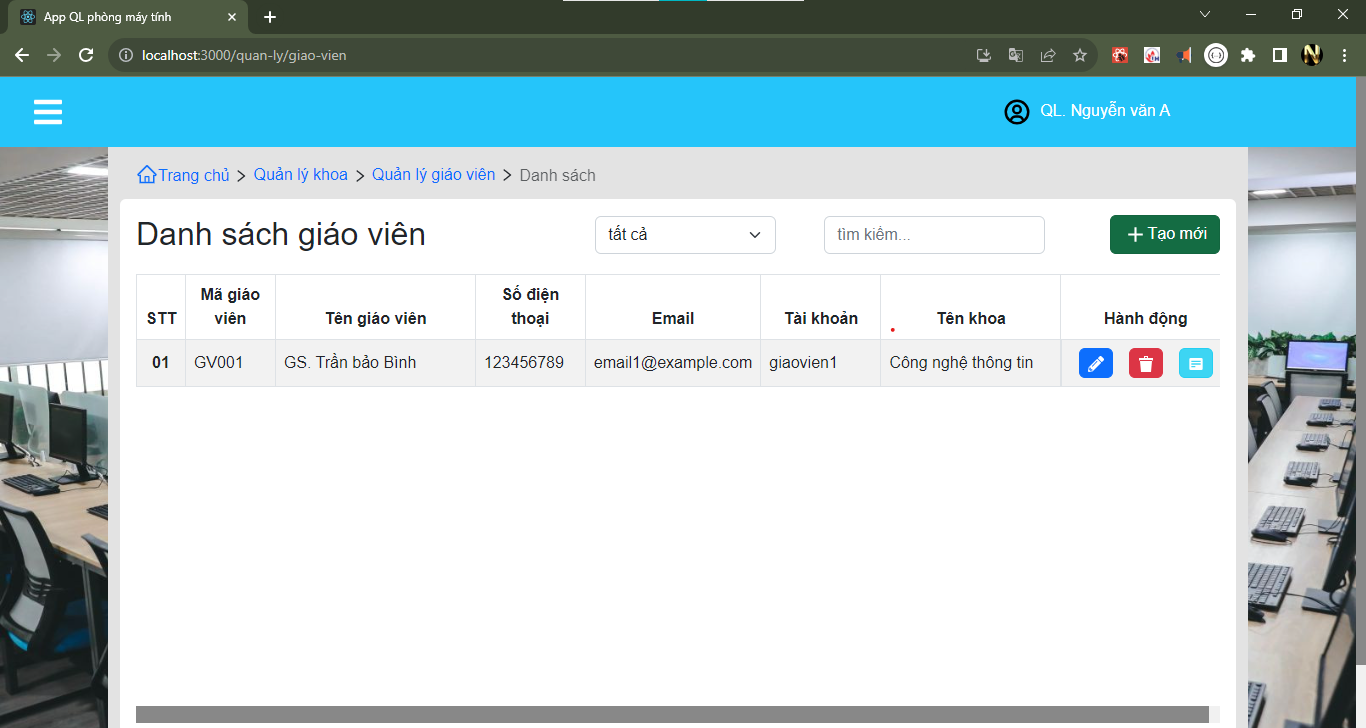 App QL phòng máy tính
localhost:3000/quan-ly/giao-vien
QL. Nguyễn văn A
Trang chủ > Quản lý khoa > Quản lý giáo viên > Danh sách
Danh sách giáo viên
tất cả
tìm kiếm...
Tạo mới
STT
Mã giáo
viên
Tên giáo viên
Số điện
thoại
Email
Tài khoản
Tên khoa
Hành động
01 GV001 GS. Trần bảo Bình 123456789 email1@example.com giaovien1 Công nghệ thông tin